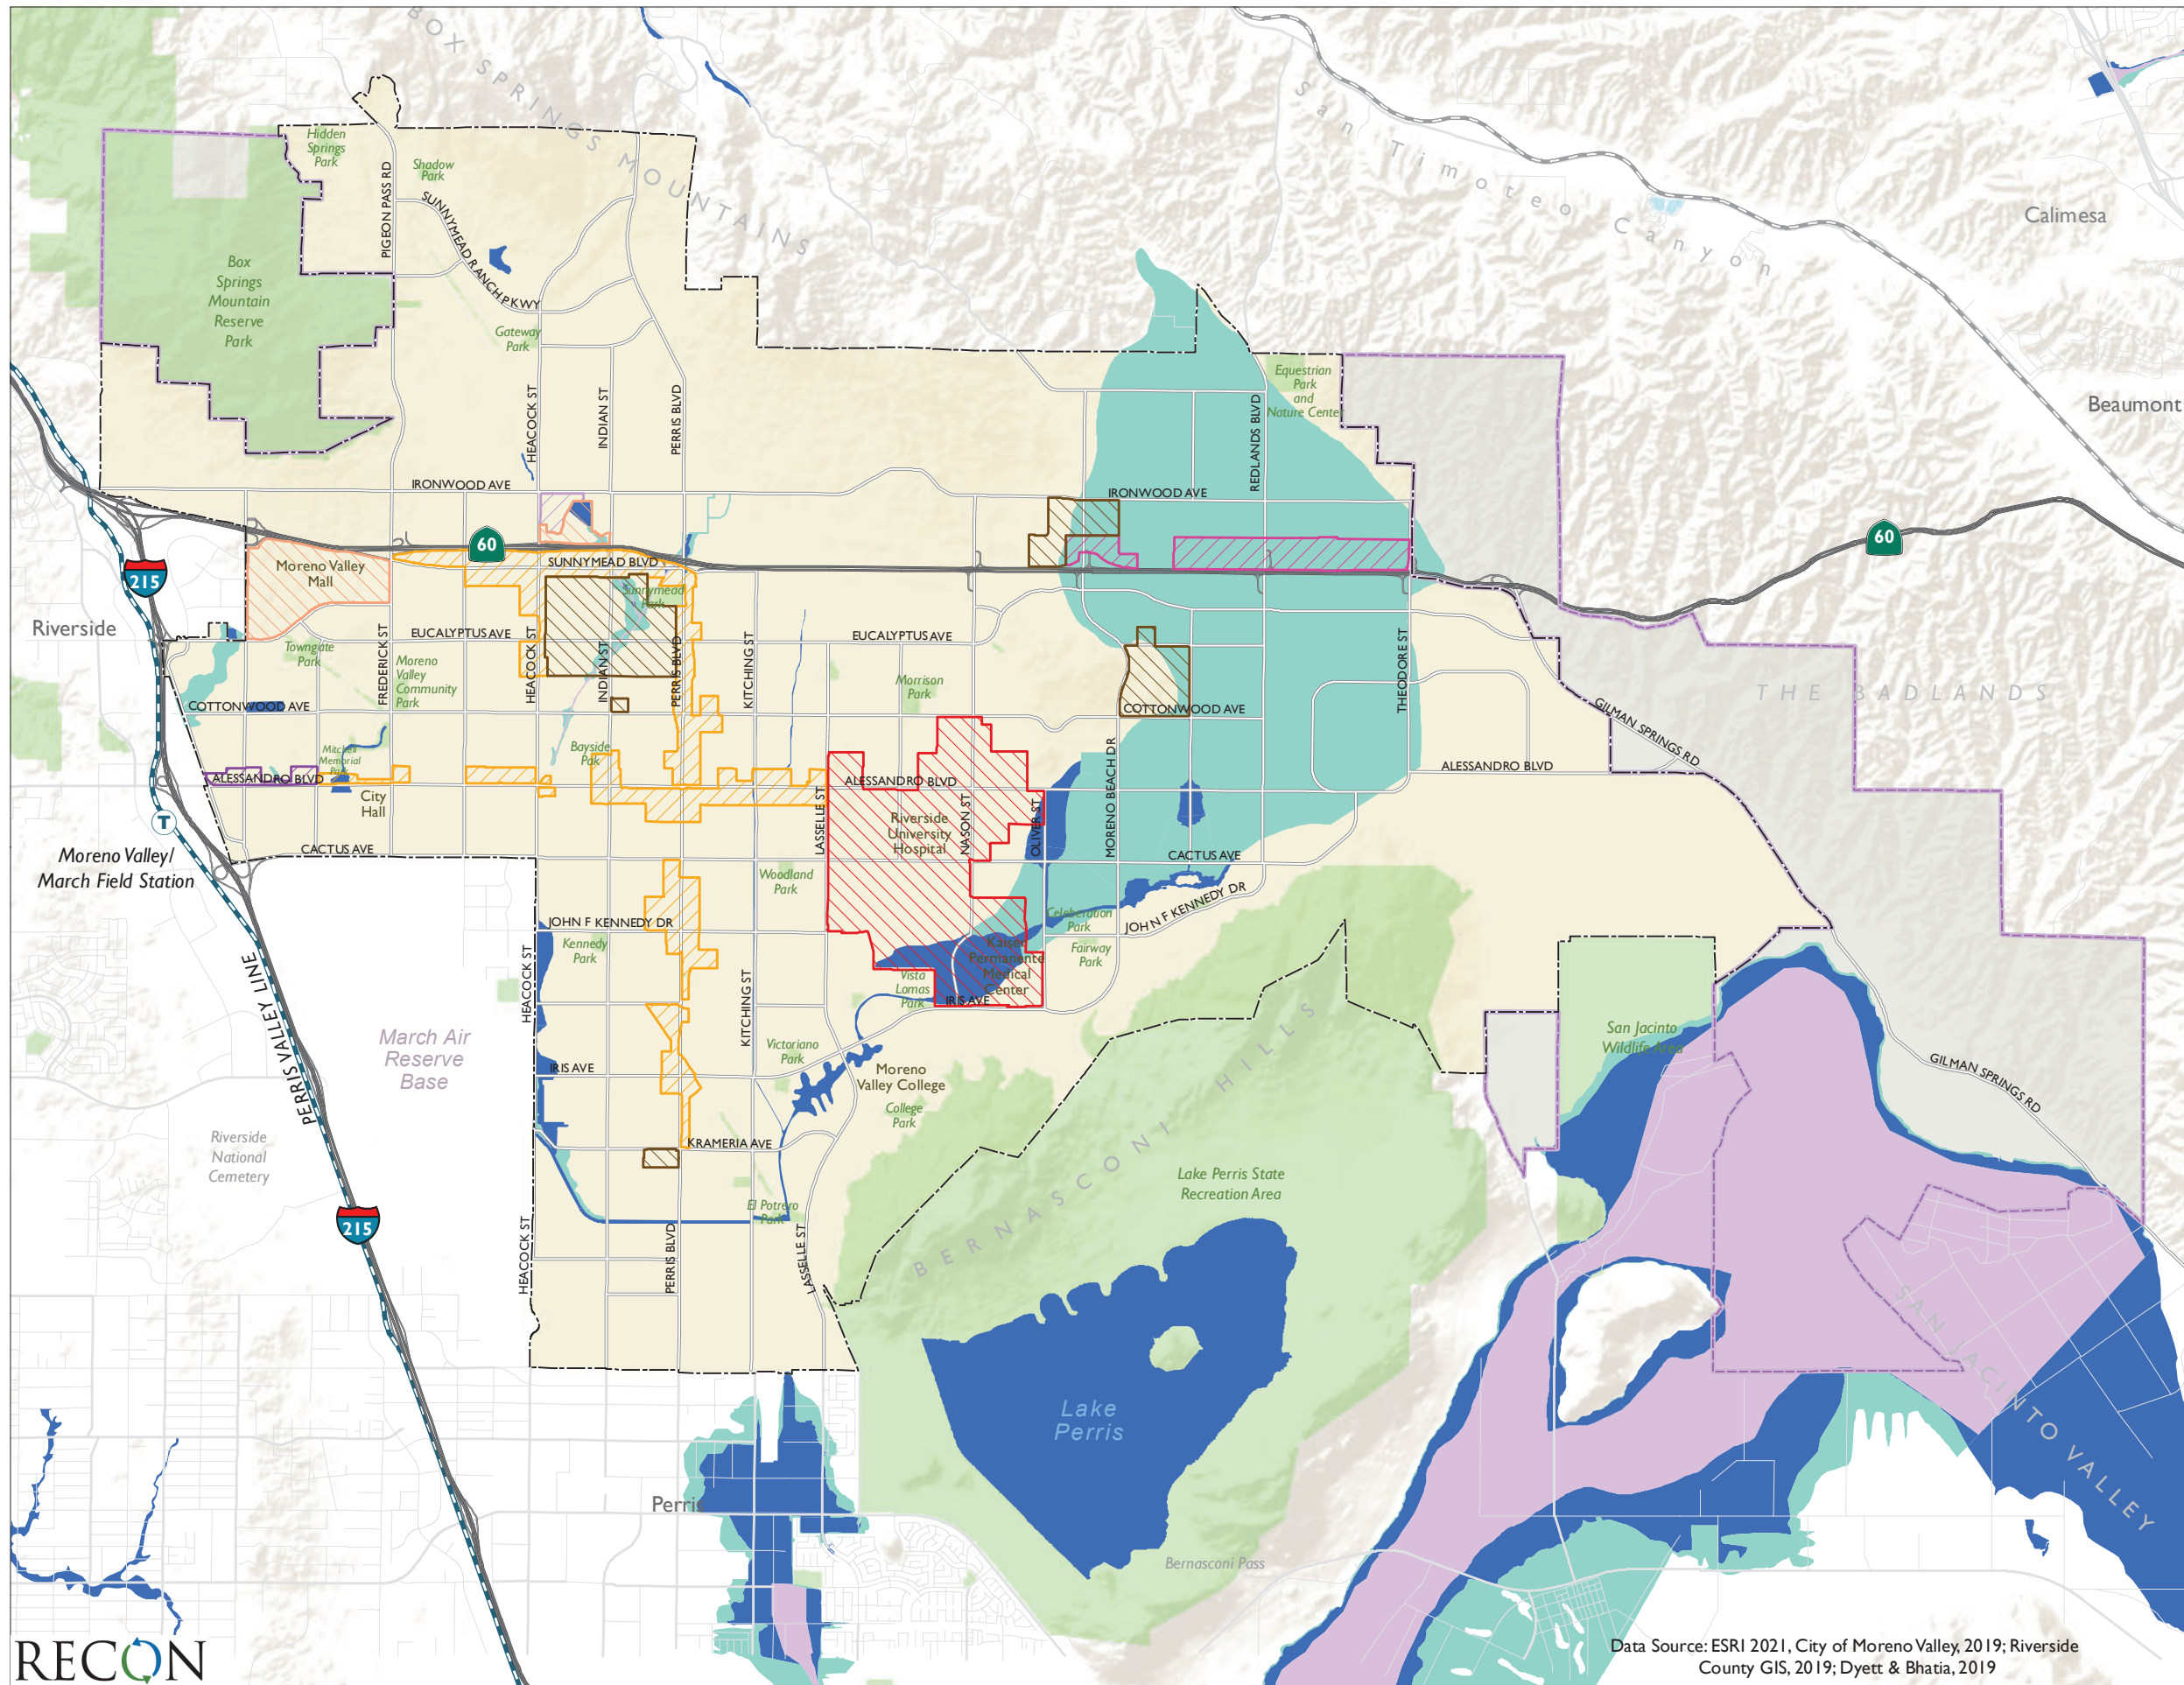 BOX SPRINGS MOUNTAINS
San Timoteo Canyon
Calimesa
Beaumont
Hidden
Springs
Park
Shadow
Park
PIGEON PASS RD
SUNNYMEAD RANCH PKWY
Box
Springs
Mountain
Reserve
Park
Gateway
Park
HEACOCK ST
INDIAN ST
PERRIS BLVD
Equestrian
Park
and
Nature Center
REDLANDS BLVD
IRONWOOD AVE
IRONWOOD AVE
60
60
SUNNYMEAD BLVD
Moreno Valley
Mall
215
Sunnymead
Park
Riverside
EUCALYPTUS AVE
EUCALYPTUS AVE
Towngate
Park
FREDERICK ST
Moreno
Valley
Community
Park
HEACOCK ST
INDIAN ST
PERRIS BLVD
KITCHING ST
Morrison
Park
THEODORE ST
THE BADLANDS
COTTONWOOD AVE
COTTONWOOD AVE
GILMAN SPRINGS RD
Mitchell
Memorial
Park
Bayside
Pak
ALESSANDRO BLVD
ALESSANDRO BLVD
ALESSANDRO BLVD
City
Hall
LASSELLE ST
Riverside
University
Hospital
NASON ST
OLIVER ST
MORENO BEACH DR
T
CACTUS AVE
CACTUS AVE
Moreno Valley/
March Field Station
Woodland
Park
JOHN F KENNEDY DR
JOHN F KENNEDY DR
Celeberation
Park
Kennedy
Park
Fairway
Park
Kaiser
Permanente
Medical
Center
Vista
Lomas
Park
IRIS AVE
HEACOCK ST
KITCHING ST
PERRIS VALLEY LINE
March Air
Reserve
Base
Victoriano
Park
IRIS AVE
Moreno
Valley College
College
Park
San Jacinto
Wildlife Area
GILMAN SPRINGS RD
Riverside
National
Cemetery
KRAMERIA AVE
BERNASCONI HILLS
Lake Perris State
Recreation Area
El Potrero
Park
215
HEACOCK ST
PERRIS BLVD
LASSELLE ST
SAN JACINTO VALLEY
Lake
Perris
Perris
Bernasconi Pass
RECON
Data Source: ESRI 2021, City of Moreno Valley, 2019; Riverside
County GIS, 2019; Dyett & Bhatia, 2019